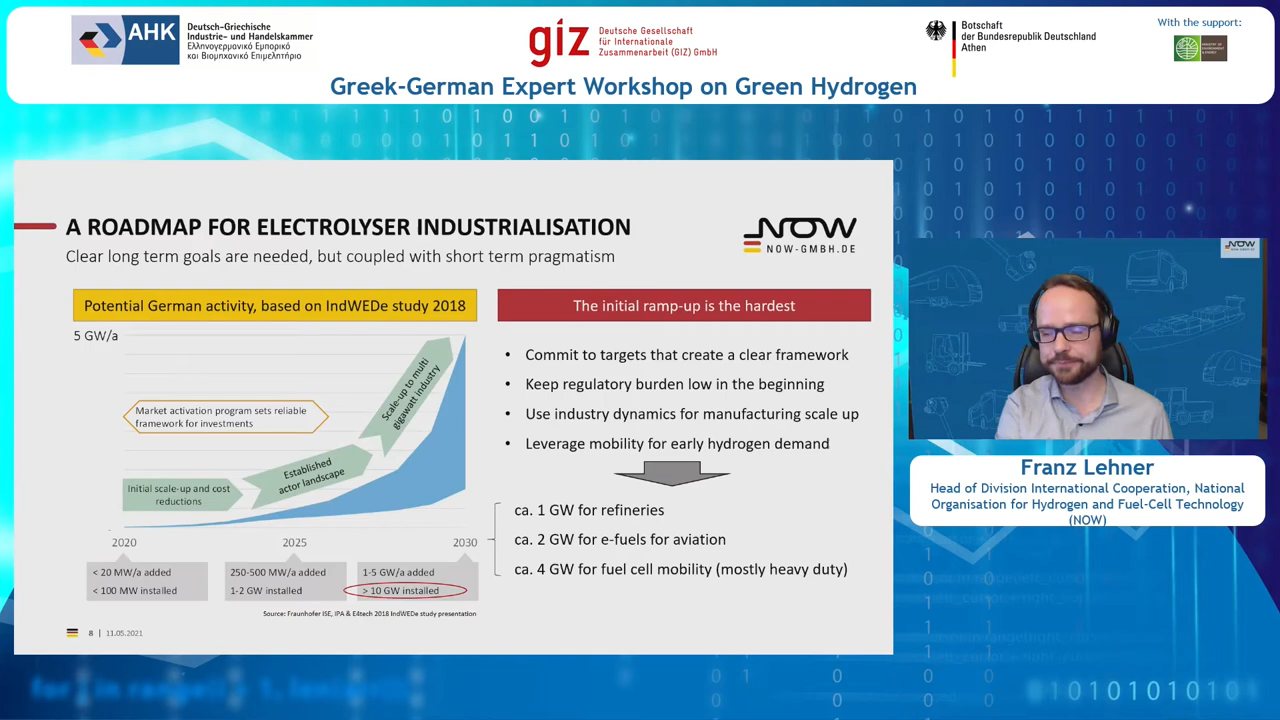 AHK
Deutsch-Griechische
Industrie- und Handelskammer
Ελληνογερμανικό Εμπορικό
και Βιομηχανικό Επιμελητήριο
giz
Deutsche Gesellschaft
für Internationale
Zusammenarbeit (GIZ) GmbH
Botschaft
der Bundesrepublik Deutschland
Athen
With the support:
Greek-German Expert Workshop on Green Hydrogen
A ROADMAP FOR ELECTROLYSER INDUSTRIALISATION
Clear long term goals are needed, but coupled with short term pragmatism
NOW
NOW-GMBH.DE
Potential German activity, based on IndWEDe study 2018
5 GW/a
Market activation program sets reliable
framework for investments
Initial scale-up and cost
reductions
Established
actor landscape
Scale-up to multi
gigawatt industry
2020
2025
2030
< 20 MW/a added
< 100 MW installed
250-500 MW/a added
1-2 GW installed
1-5 GW/a added
> 10 GW installed
Source: Fraunhofer ISE, IPA & E4tech 2018 IndWEDe study presentation
8 | 11.05.2021
The initial ramp-up is the hardest
• Commit to targets that create a clear framework
• Keep regulatory burden low in the beginning
• Use industry dynamics for manufacturing scale up
• Leverage mobility for early hydrogen demand
ca. 1 GW for refineries
ca. 2 GW for e-fuels for aviation
ca. 4 GW for fuel cell mobility (mostly heavy duty)
NOW
Franz Lehner
Head of Division International Cooperation, National
Organisation for Hydrogen and Fuel-Cell Technology
(NOW)